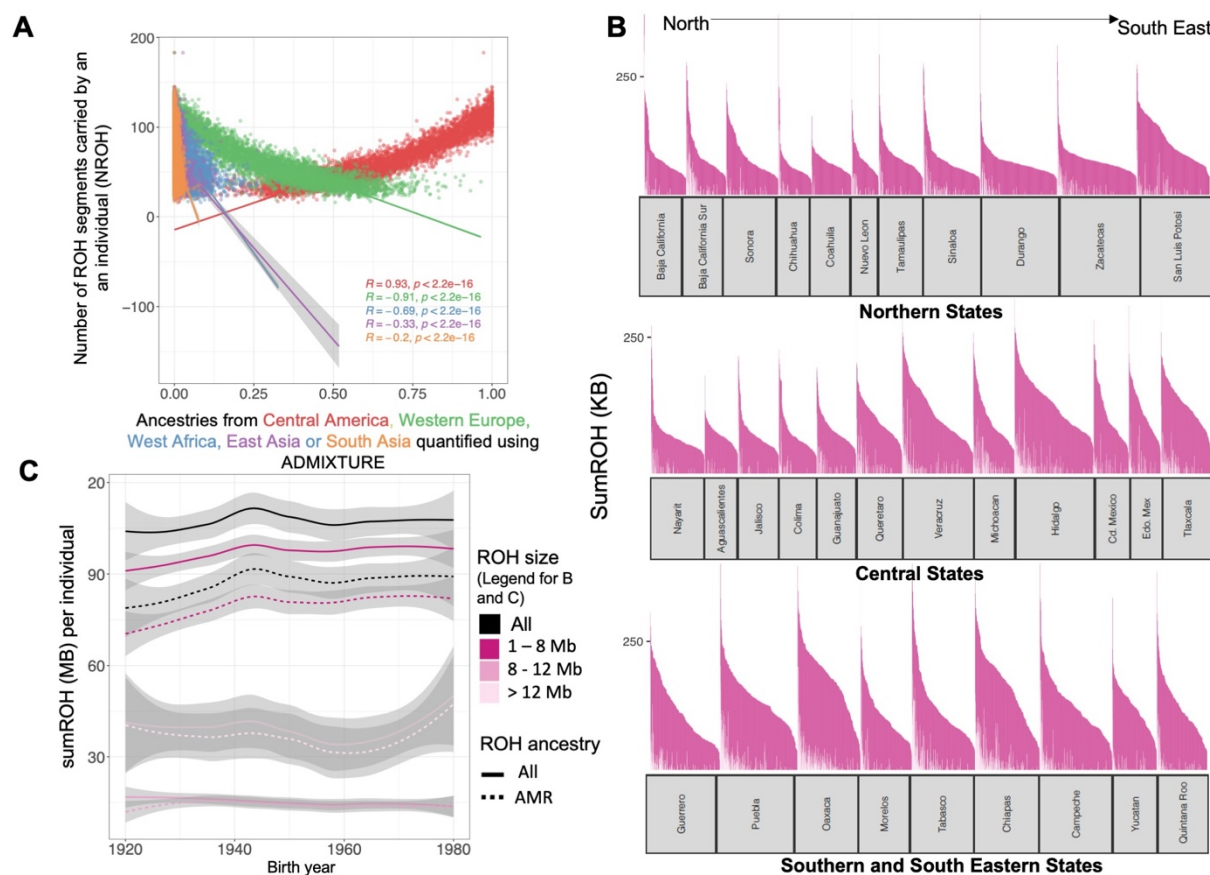 A
Number of ROH segments carried by an
an individual (NROH)
200
100
0
−100
R = 0.93, p < 2.2e−16
R = −0.91, p < 2.2e−16
R = −0.69, p < 2.2e−16
R = −0.33, p < 2.2e−16
R = −0.2, p < 2.2e−16
0.00
0.25
0.50
0.75
1.00
Ancestries from Central America, Western Europe,
West Africa, East Asia or South Asia quantified using
ADMIXTURE
B
North
South East
SumROH (KB)
250
Baja California
Baja California Sur
Sonora
Chihuahua
Coahuila
Nuevo Leon
Tamaulipas
Sinaloa
Durango
Zacatecas
San Luis Potosi
Northern States
250
Nayarit
Aguascalientes
Jalisco
Colima
Guanajuato
Queretaro
Veracruz
Michoacan
Hidalgo
Cd. Mexico
Edo. Mex
Tlaxcala
Central States
250
Guerrero
Puebla
Oaxaca
Morelos
Tabasco
Chiapas
Campeche
Yucatan
Quintana Roo
Southern and South Eastern States
C
sumROH (MB) per individual
20
90
60
30
1920
1940
1960
1980
Birth year
ROH size
(Legend for B
and C)
All
1 – 8 Mb
8 - 12 Mb
> 12 Mb
ROH ancestry
All
AMR